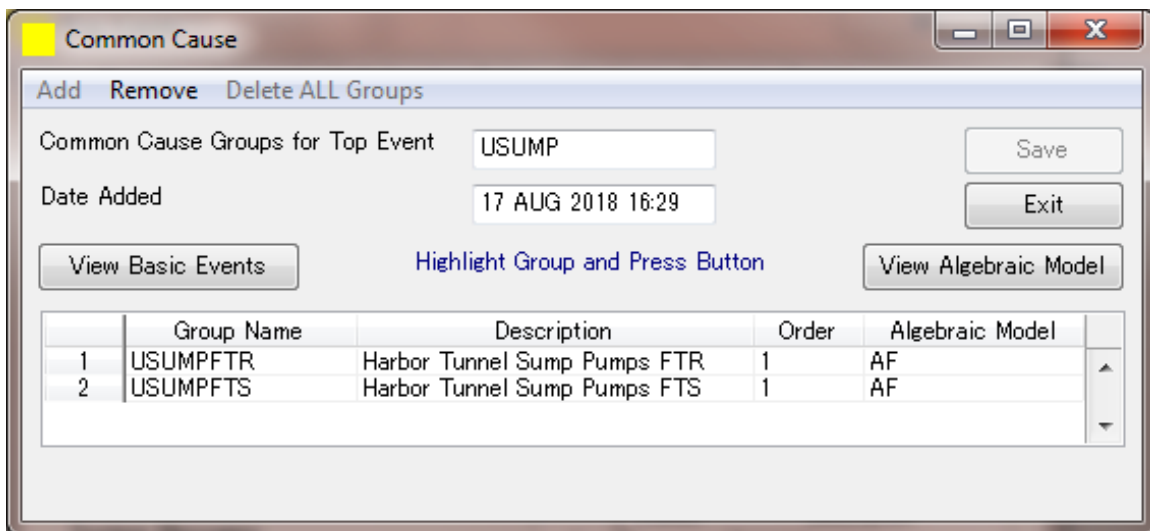 Common Cause
Add Remove Delete ALL Groups
Common Cause Groups for Top Event USUMP Save
Date Added 17 AUG 2018 16:29 Exit
View Basic Events Highlight Group and Press Button View Algebraic Model
Group Name Description Order Algebraic Model
1 USUMPFTR Harbor Tunnel Sump Pumps FTR 1 AF
2 USUMPFTS Harbor Tunnel Sump Pumps FTS 1 AF